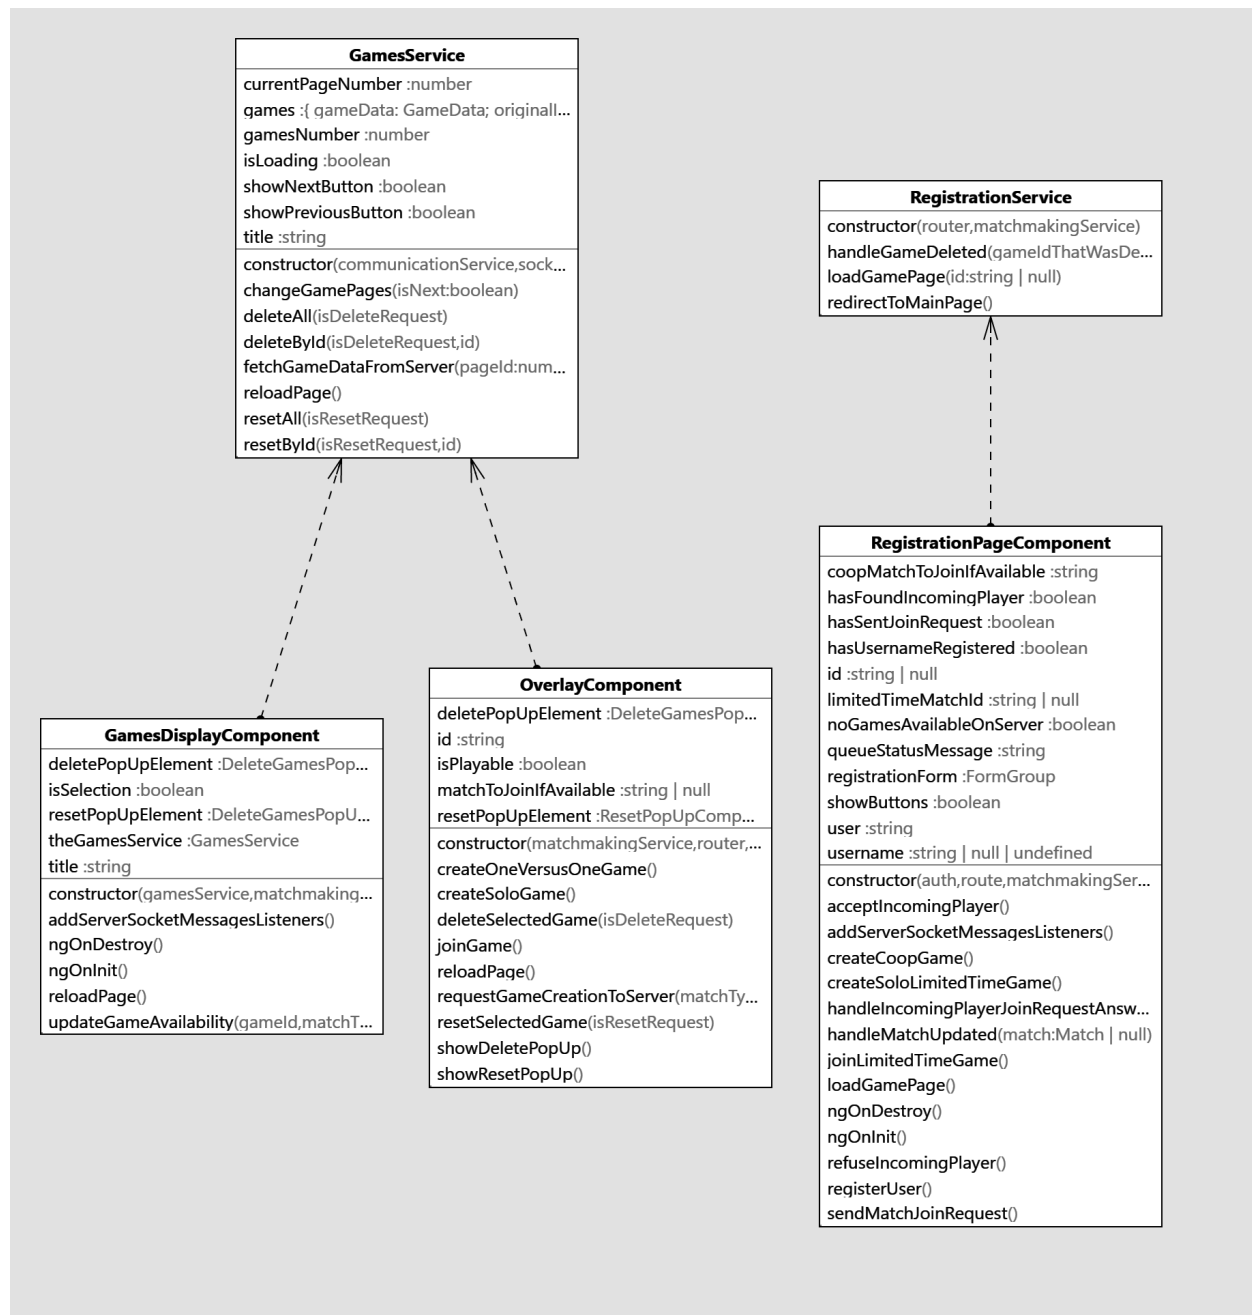 GamesService
currentPageNumber :number
games :{ gameData: GameData; originalI...
gamesNumber :number
isLoading :boolean
showNextButton :boolean
showPreviousButton :boolean
title :string
constructor(communicationService,sock...
changeGamePages(isNext:boolean)
deleteAll(isDeleteRequest)
deleteById(isDeleteRequest,id)
fetchGameDataFromServer(pageId:num...
reloadPage()
resetAll(isResetRequest)
resetById(isResetRequest,id)
RegistrationService
constructor(router,matchmakingService)
handleGameDeleted(gameIdThatWasDe...
loadGamePage(id:string | null)
redirectToMainPage()
GamesDisplayComponent
deletePopUpElement :DeleteGamesPop...
isSelection :boolean
resetPopUpElement :DeleteGamesPopU...
theGamesService :GamesService
title :string
constructor(gamesService,matchmaking...
addServerSocketMessagesListeners()
ngOnDestroy()
ngOnInit()
reloadPage()
updateGameAvailability(gameId,matchT...
OverlayComponent
deletePopUpElement :DeleteGamesPop...
id :string
isPlayable :boolean
matchToJoinIfAvailable :string | null
resetPopUpElement :ResetPopUpComp...
constructor(matchmakingService,router,...
createOneVersusOneGame()
createSoloGame()
deleteSelectedGame(isDeleteRequest)
joinGame()
reloadPage()
requestGameCreationToServer(matchTy...
resetSelectedGame(isResetRequest)
showDeletePopUp()
showResetPopUp()
RegistrationPageComponent
coopMatchToJoinIfAvailable :string
hasFoundIncomingPlayer :boolean
hasSentJoinRequest :boolean
hasUsernameRegistered :boolean
id :string | null
limitedTimeMatchId :string | null
noGamesAvailableOnServer :boolean
queueStatusMessage :string
registrationForm :FormGroup
showButtons :boolean
user :string
username :string | null | undefined
constructor(auth,route,matchmakingSer...
acceptIncomingPlayer()
addServerSocketMessagesListeners()
createCoopGame()
createSoloLimitedTimeGame()
handleIncomingPlayerJoinRequestAnsw...
handleMatchUpdated(match:Match | null)
joinLimitedTimeGame()
loadGamePage()
ngOnDestroy()
ngOnInit()
refuseIncomingPlayer()
registerUser()
sendMatchJoinRequest()